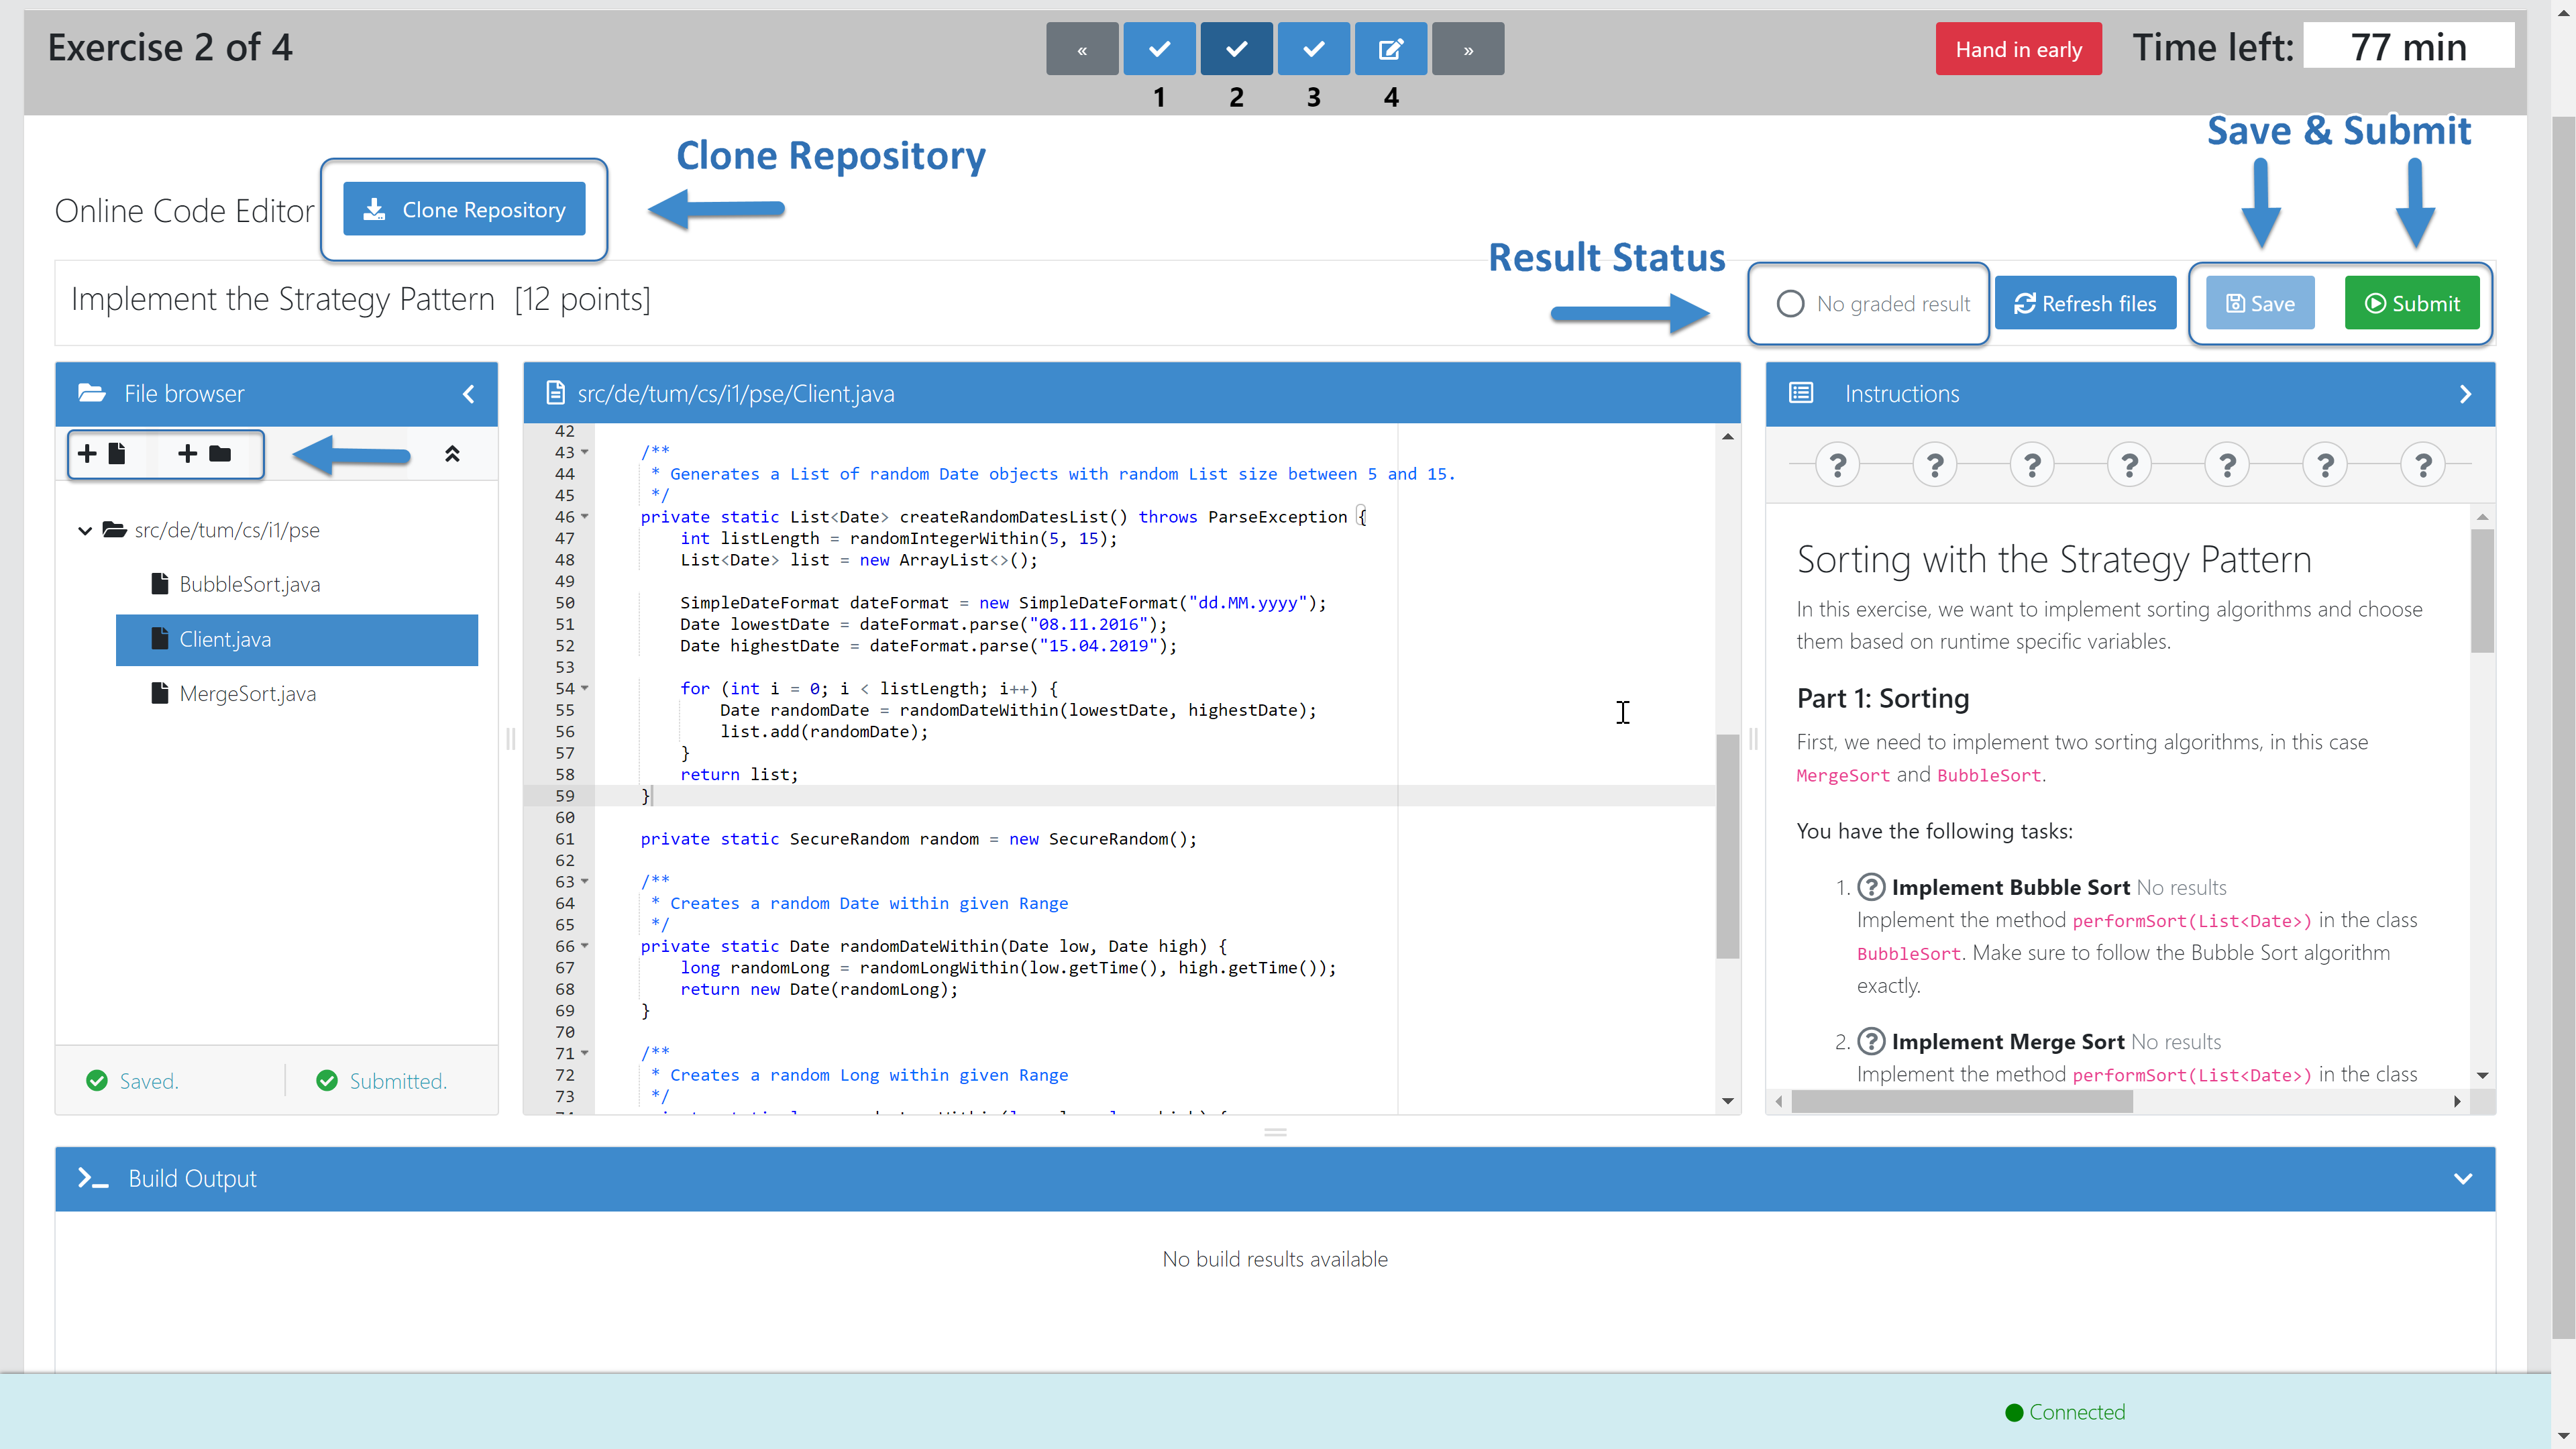 Exercise 2 of 4
«
»
1
2
3
4
Hand in early
Time left:
77 min
Save & Submit
Clone Repository
Online Code Editor
Clone Repository
Result Status
Implement the Strategy Pattern [12 points]
No graded result
Refresh files
Save
Submit
File browser
src/de/tum/cs/i1/pse
BubbleSort.java
Client.java
MergeSort.java
Saved.
Submitted.
src/de/tum/cs/i1/pse/Client.java
42
43 /**
44 * Generates a List of random Date objects with random List size between 5 and 15.
45 */
46 private static List<Date> createRandomDatesList() throws ParseException {
47 int listLength = randomIntegerWithin(5, 15);
48 List<Date> list = new ArrayList<>();
49
50 SimpleDateFormat dateFormat = new SimpleDateFormat("dd.MM.yyyy");
51 Date lowestDate = dateFormat.parse("08.11.2016");
52 Date highestDate = dateFormat.parse("15.04.2019");
53
54 for (int i = 0; i < listLength; i++) {
55 Date randomDate = randomDateWithin(lowestDate, highestDate);
56 list.add(randomDate);
57 }
58 return list;
59 }
60
61 private static SecureRandom random = new SecureRandom();
62
63 /**
64 * Creates a random Date within given Range
65 */
66 private static Date randomDateWithin(Date low, Date high) {
67 long randomLong = randomLongWithin(low.getTime(), high.getTime());
68 return new Date(randomLong);
69 }
70
71 /**
72 * Creates a random Long within given Range
73 */
Instructions
? ? ? ? ? ? ?
Sorting with the Strategy Pattern
In this exercise, we want to implement sorting algorithms and choose
them based on runtime specific variables.
Part 1: Sorting
First, we need to implement two sorting algorithms, in this case
MergeSort and BubbleSort.
You have the following tasks:
1. ? Implement Bubble Sort No results
Implement the method performSort(List<Date>) in the class
BubbleSort. Make sure to follow the Bubble Sort algorithm
exactly.
2. ? Implement Merge Sort No results
Implement the method performSort(List<Date>) in the class
Build Output
No build results available
Connected